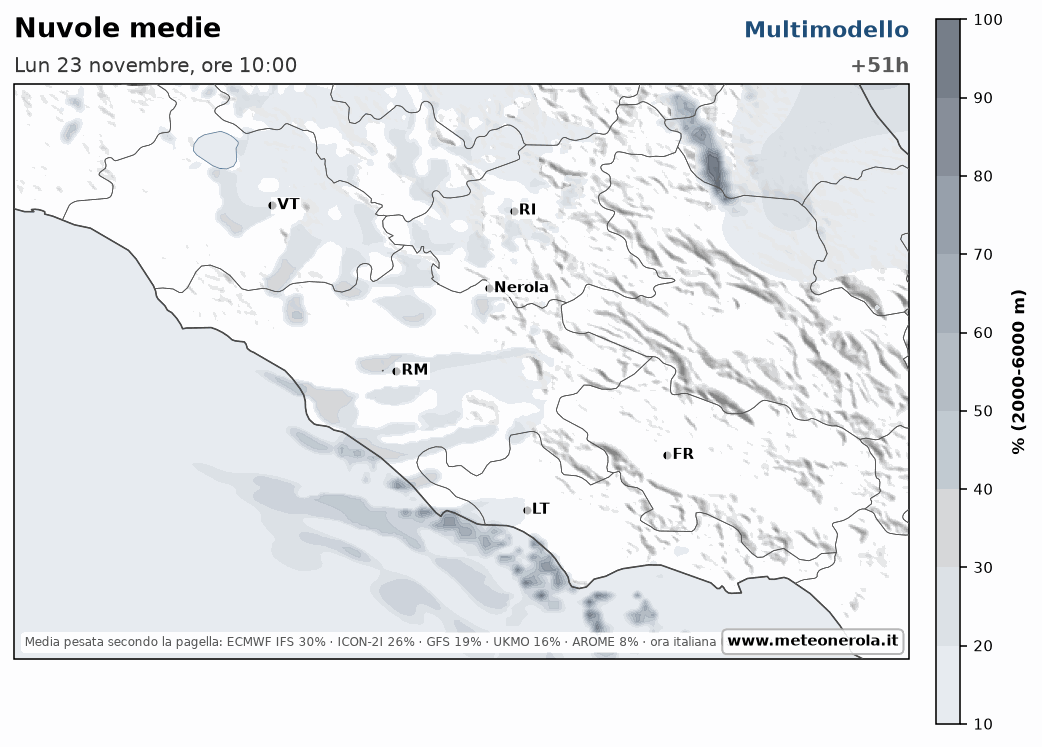 Nuvole medie
Multimodello
Lun 23 novembre, ore 10:00
+51h
VT
RI
Nerola
RM
FR
LT
Media pesata secondo la pagella: ECMWF IFS 30% · ICON-2I 26% · GFS 19% · UKMO 16% · AROME 8% · ora italiana
www.meteonerola.it
100
90
80
70
60
50
40
30
20
10
% (2000-6000 m)